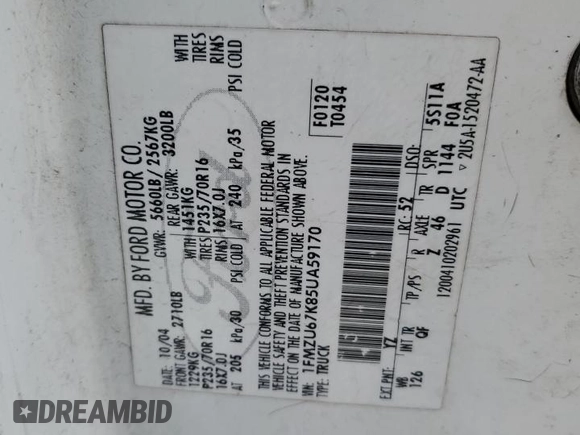 MFD. BY FORD MOTOR CO.
DATE: 10/04 GVWR: 5660LB / 2567KG
FRONT GAWR: 2710LB REAR GAWR: 3200LB
1229KG WITH 1451KG WITH
P235/70R16 TIRES P235/70R16 TIRES
16X7.0J RIMS 16X7.0J RIMS
AT 205 kPa/30 PSI COLD AT 240 kPa/35 PSI COLD
THIS VEHICLE CONFORMS TO ALL APPLICABLE FEDERAL MOTOR
VEHICLE SAFETY AND THEFT PREVENTION STANDARDS IN
EFFECT ON THE DATE OF MANUFACTURE SHOWN ABOVE.
VIN: 1FMZU67K85UA59170 F0120
TYPE: TRUCK T0454
Ford
EXT.PNT: YZ RC: 52 DSO:
WB INT TR TP/PS R AXLE TR SPR 5S11A
126 QF Z 46 D 1144 F0A
1200410202961 UTC 2U5A-1520472-AA
DREAMBID